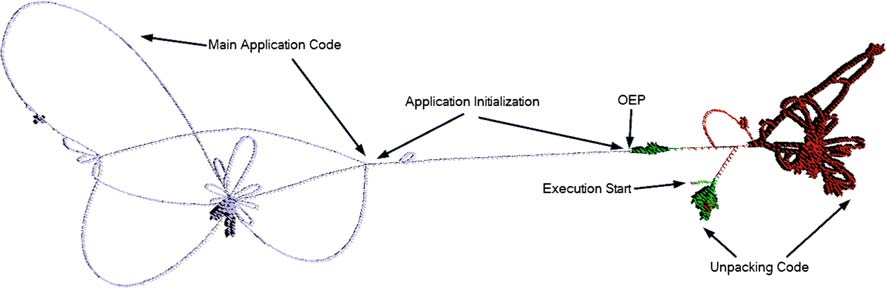 Main Application Code
Application Initialization
OEP
Execution Start
Unpacking Code